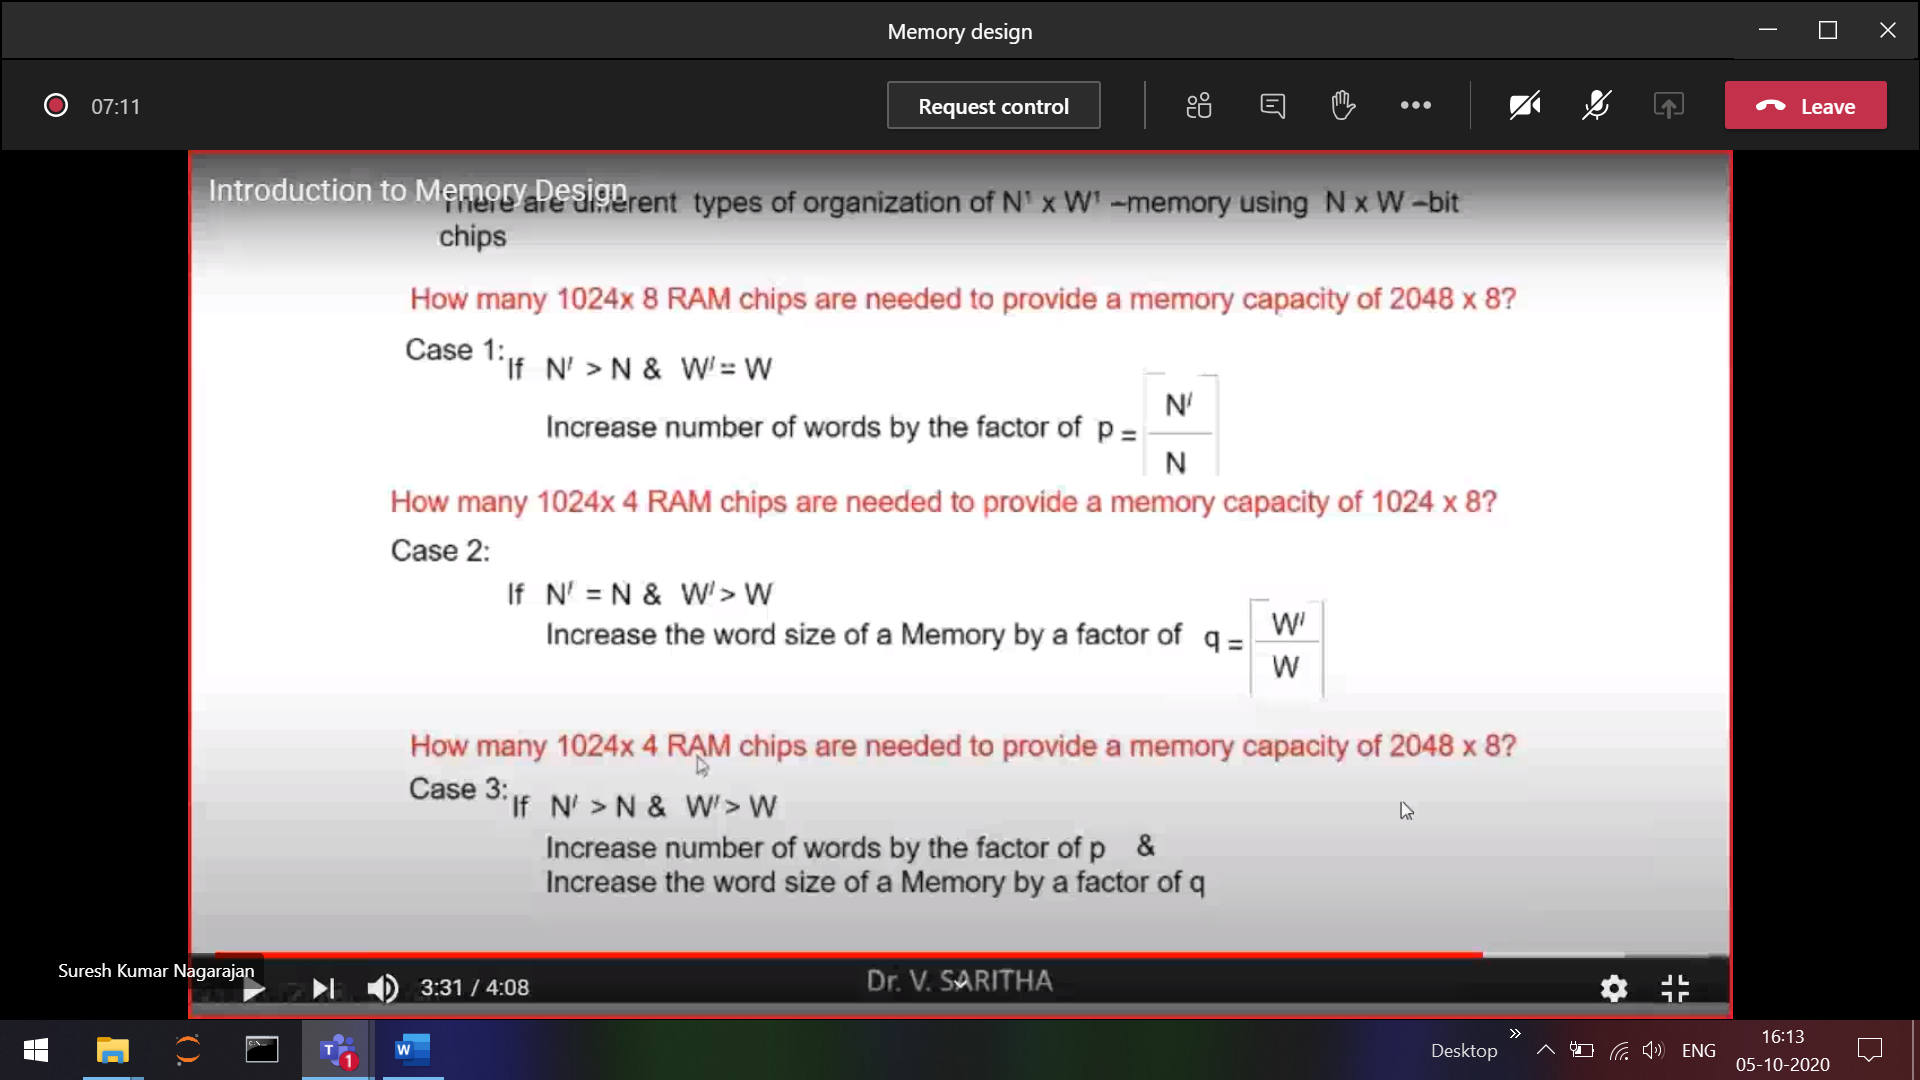 Memory design
07:11
Request control
Leave
Introduction to Memory Design
There are different types of organization of N¹ x W¹ –memory using N x W –bit
chips
How many 1024x 8 RAM chips are needed to provide a memory capacity of 2048 x 8?
Case 1:
If N/ > N & W/ = W
Increase number of words by the factor of p = N/
N
How many 1024x 4 RAM chips are needed to provide a memory capacity of 1024 x 8?
Case 2:
If N/ = N & W/ > W
Increase the word size of a Memory by a factor of q = W/
W
How many 1024x 4 RAM chips are needed to provide a memory capacity of 2048 x 8?
Case 3:
If N/ > N & W/ > W
Increase number of words by the factor of p &
Increase the word size of a Memory by a factor of q
Suresh Kumar Nagarajan
3:31 / 4:08
Dr. V. SARITHA
T
1
W
Desktop
»
ENG
16:13
05-10-2020